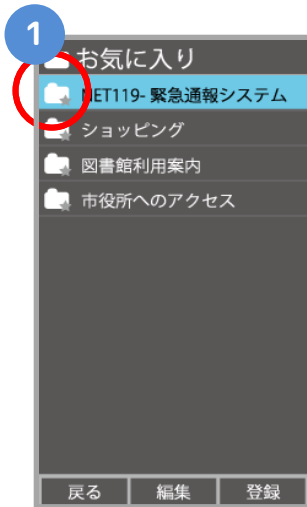 1
お気に入り
NET119- 緊急通報システム
ショッピング
図書館利用案内
市役所へのアクセス
戻る 編集 登録